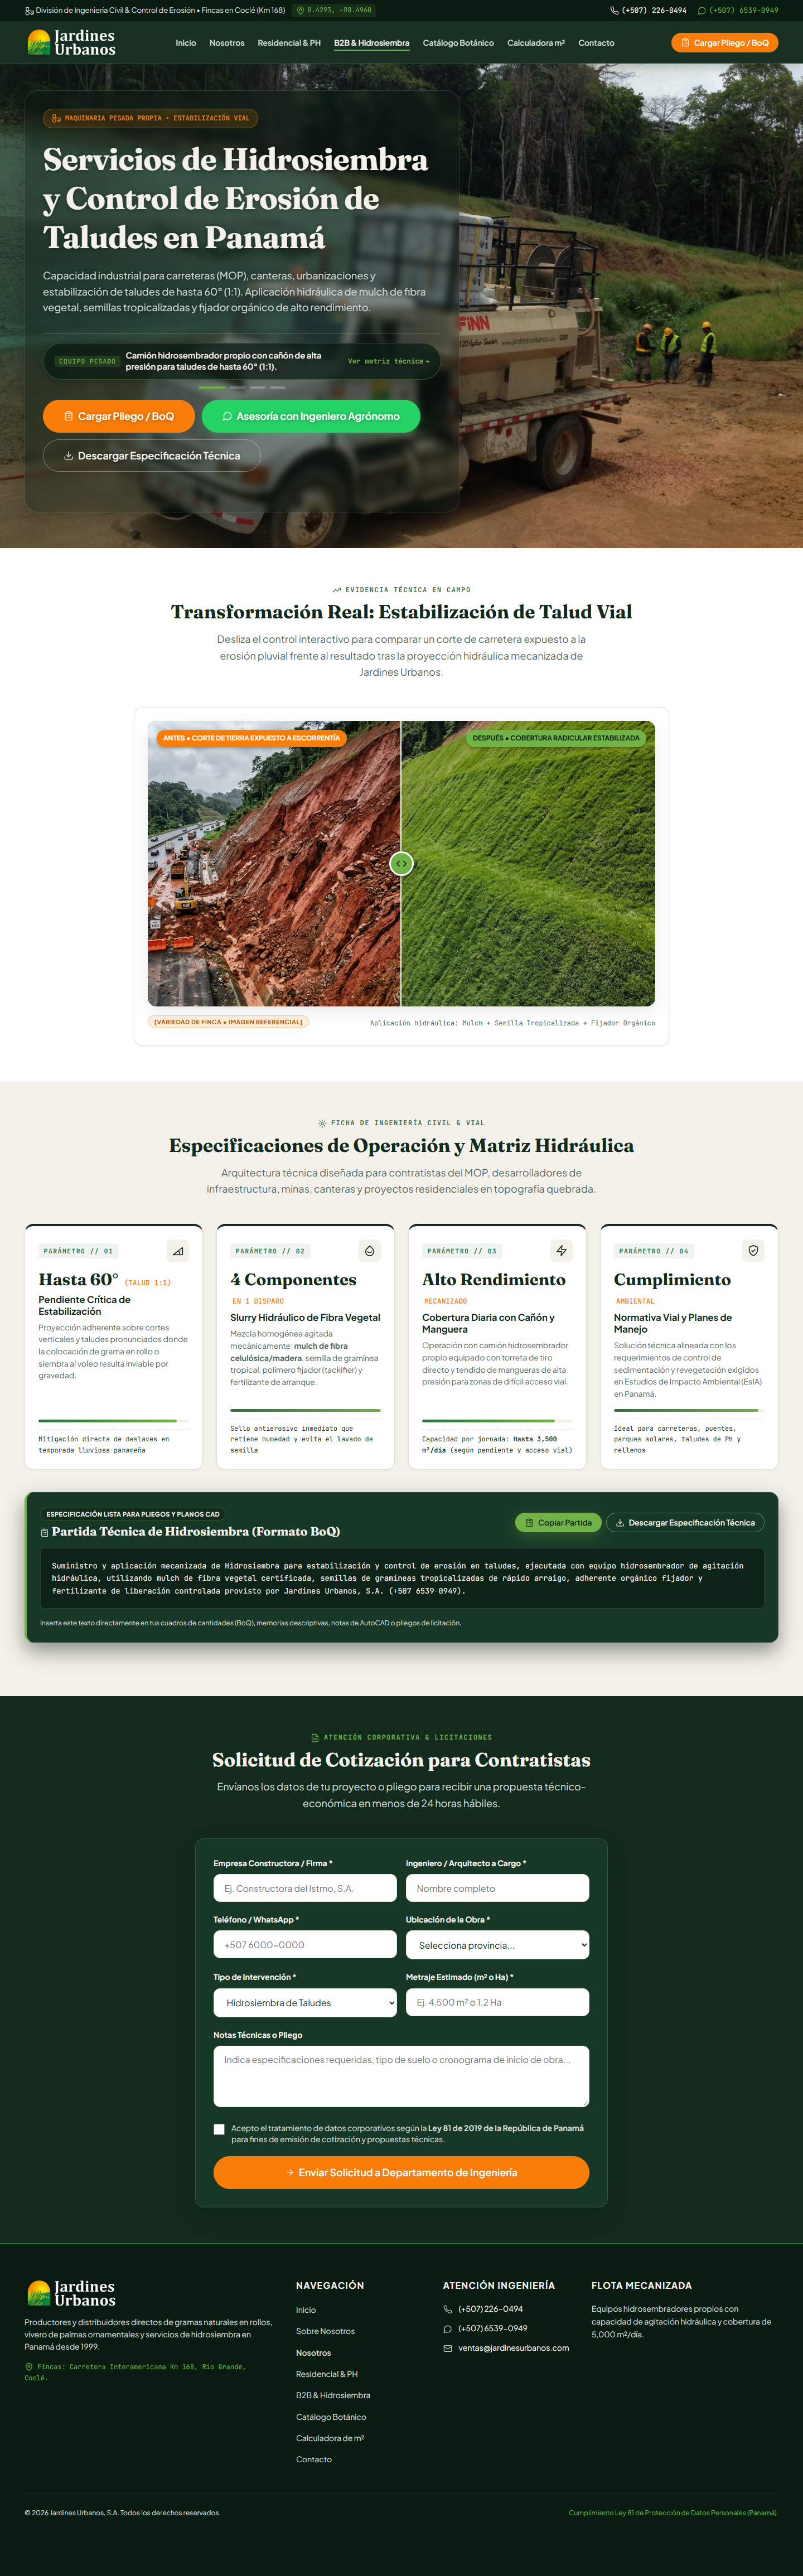 División de Ingeniería Civil & Control de Erosión • Fincas en Coclé (Km 168)
8.4293, -80.4960
(+507) 226-0494
(+507) 6539-0949
Jardines
Urbanos
Inicio
Nosotros
Residencial & PH
B2B & Hidrosiembra
Catálogo Botánico
Calculadora m²
Contacto
Cargar Pliego / BoQ
MAQUINARIA PESADA PROPIA • ESTABILIZACIÓN VIAL
Servicios de Hidrosiembra
y Control de Erosión de
Taludes en Panamá
Capacidad industrial para carreteras (MOP), canteras, urbanizaciones y
estabilización de taludes de hasta 60° (1:1). Aplicación hidráulica de mulch de fibra
vegetal, semillas tropicalizadas y fijador orgánico de alto rendimiento.
EQUIPO PESADO
Camión hidrosembrador propio con cañón de alta
presión para taludes de hasta 60° (1:1).
Ver matriz técnica
Cargar Pliego / BoQ
Asesoría con Ingeniero Agrónomo
Descargar Especificación Técnica
FINN
EVIDENCIA TÉCNICA EN CAMPO
Transformación Real: Estabilización de Talud Vial
Desliza el control interactivo para comparar un corte de carretera expuesto a la
erosión pluvial frente al resultado tras la proyección hidráulica mecanizada de
Jardines Urbanos.
ANTES • CORTE DE TIERRA EXPUESTO A ESCORRENTÍA
DESPUÉS • COBERTURA RADICULAR ESTABILIZADA
[VARIEDAD DE FINCA • IMAGEN REFERENCIAL]
Aplicación hidráulica: Mulch + Semilla Tropicalizada + Fijador Orgánico
FICHA DE INGENIERÍA CIVIL & VIAL
Especificaciones de Operación y Matriz Hidráulica
Arquitectura técnica diseñada para contratistas del MOP, desarrolladores de
infraestructura, minas, canteras y proyectos residenciales en topografía quebrada.
PARÁMETRO // 01
Hasta 60° (TALUD 1:1)
Pendiente Crítica de
Estabilización
Proyección adherente sobre cortes
verticales y taludes pronunciados donde
la colocación de grama en rollo o
siembra al voleo resulta inviable por
gravedad.
Mitigación directa de deslaves en
temporada lluviosa panameña
PARÁMETRO // 02
4 Componentes
EN 1 DISPARO
Slurry Hidráulico de Fibra Vegetal
Mezcla homogénea agitada
mecánicamente: mulch de fibra
celulósica/madera, semilla de gramínea
tropical, polímero fijador (tackifier) y
fertilizante de arranque.
Sello antierosivo inmediato que
retiene humedad y evita el lavado de
semilla
PARÁMETRO // 03
Alto Rendimiento
MECANIZADO
Cobertura Diaria con Cañón y
Manguera
Operación con camión hidrosembrador
propio equipado con torreta de tiro
directo y tendido de mangueras de alta
presión para zonas de difícil acceso vial.
Capacidad por jornada: Hasta 3,500
m²/día (según pendiente y acceso vial)
PARÁMETRO // 04
Cumplimiento
AMBIENTAL
Normativa Vial y Planes de
Manejo
Solución técnica alineada con los
requerimientos de control de
sedimentación y revegetación exigidos
en Estudios de Impacto Ambiental (EsIA)
en Panamá.
Ideal para carreteras, puentes,
parques solares, taludes de PH y
rellenos
ESPECIFICACIÓN LISTA PARA PLIEGOS Y PLANOS CAD
Partida Técnica de Hidrosiembra (Formato BoQ)
Copiar Partida
Descargar Especificación Técnica
Suministro y aplicación mecanizada de Hidrosiembra para estabilización y control de erosión en taludes, ejecutada con equipo hidrosembrador de agitación
hidráulica, utilizando mulch de fibra vegetal certificada, semillas de gramíneas tropicalizadas de rápido arraigo, adherente orgánico fijador y
fertilizante de liberación controlada provisto por Jardines Urbanos, S.A. (+507 6539-0949).
Inserta este texto directamente en tus cuadros de cantidades (BoQ), memorias descriptivas, notas de AutoCAD o pliegos de licitación.
ATENCIÓN CORPORATIVA & LICITACIONES
Solicitud de Cotización para Contratistas
Envíanos los datos de tu proyecto o pliego para recibir una propuesta técnico-
económica en menos de 24 horas hábiles.
Empresa Constructora / Firma *
Ingeniero / Arquitecto a Cargo *
Ej. Constructora del Istmo, S.A.
Nombre completo
Teléfono / WhatsApp *
Ubicación de la Obra *
+507 6000-0000
Selecciona provincia...
Tipo de Intervención *
Metraje Estimado (m² o Ha) *
Hidrosiembra de Taludes
Ej. 4,500 m² o 1.2 Ha
Notas Técnicas o Pliego
Indica especificaciones requeridas, tipo de suelo o cronograma de inicio de obra...
Acepto el tratamiento de datos corporativos según la Ley 81 de 2019 de la República de Panamá
para fines de emisión de cotización y propuestas técnicas.
Enviar Solicitud a Departamento de Ingeniería
Jardines
Urbanos
Productores y distribuidores directos de gramas naturales en rollos,
vivero de palmas ornamentales y servicios de hidrosiembra en
Panamá desde 1999.
Fincas: Carretera Interamericana Km 168, Río Grande,
Coclé.
NAVEGACIÓN
Inicio
Sobre Nosotros
Nosotros
Residencial & PH
B2B & Hidrosiembra
Catálogo Botánico
Calculadora de m²
Contacto
ATENCIÓN INGENIERÍA
(+507) 226-0494
(+507) 6539-0949
ventas@jardinesurbanos.com
FLOTA MECANIZADA
Equipos hidrosembradores propios con
capacidad de agitación hidráulica y cobertura de
5,000 m²/día.
© 2026 Jardines Urbanos, S.A. Todos los derechos reservados.
Cumplimiento Ley 81 de Protección de Datos Personales (Panamá).